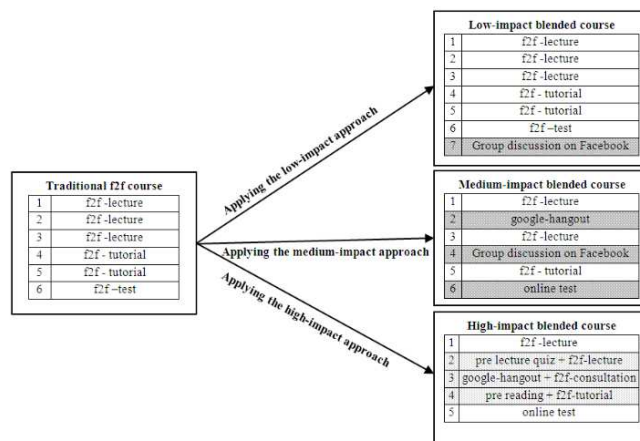 Low-impact blended course
1 f2f -lecture
2 f2f -lecture
3 f2f -lecture
4 f2f - tutorial
5 f2f - tutorial
6 f2f –test
7 Group discussion on Facebook
Applying the low-impact approach
Traditional f2f course
1 f2f -lecture
2 f2f -lecture
3 f2f -lecture
4 f2f - tutorial
5 f2f - tutorial
6 f2f –test
Applying the medium-impact approach
Medium-impact blended course
1 f2f -lecture
2 google-hangout
3 f2f -lecture
4 Group discussion on Facebook
5 f2f - tutorial
6 online test
Applying the high-impact approach
High-impact blended course
1 f2f -lecture
2 pre lecture quiz + f2f-lecture
3 google-hangout + f2f-consultation
4 pre reading + f2f-tutorial
5 online test